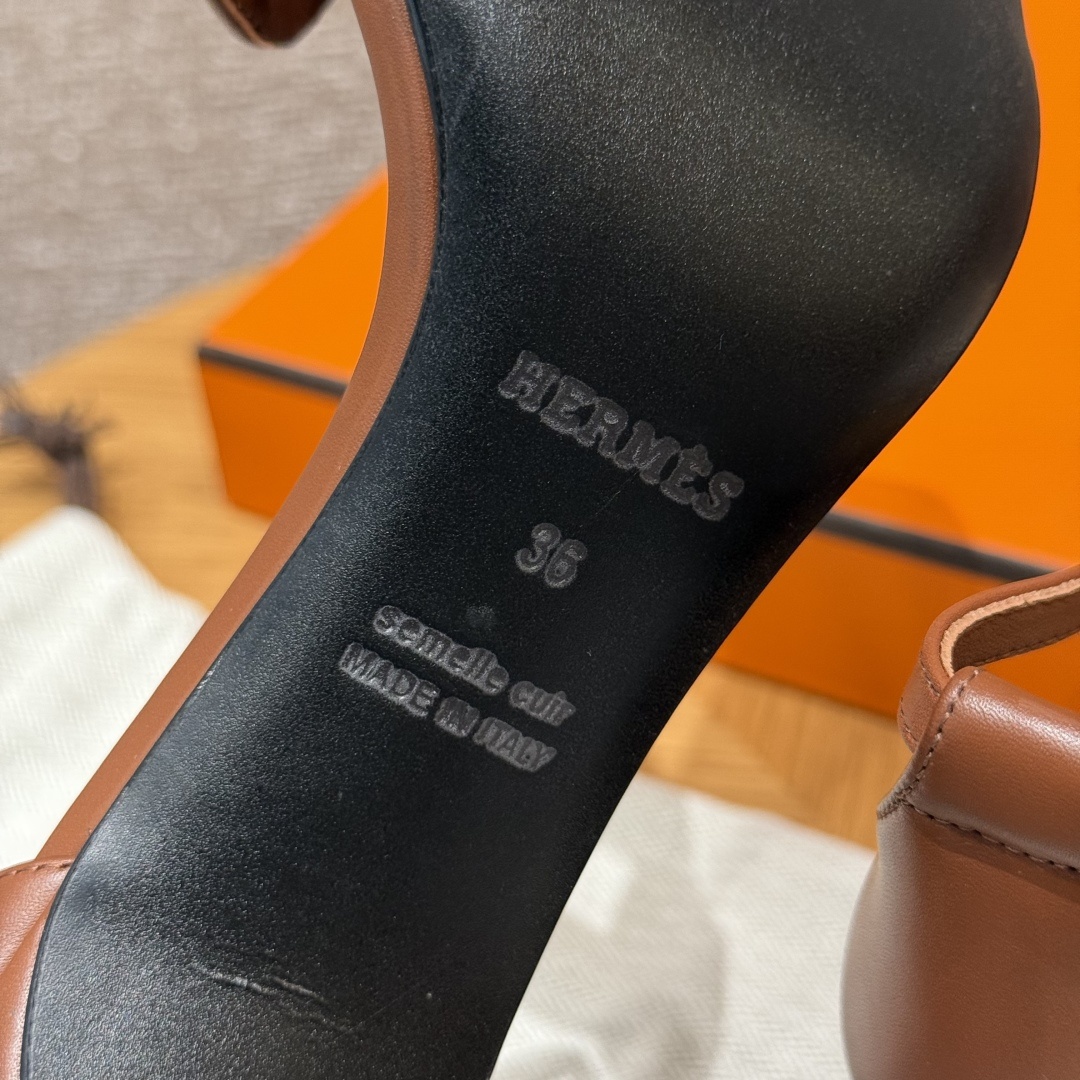 HERMÈS
36
semelle cuir
MADE IN ITALY